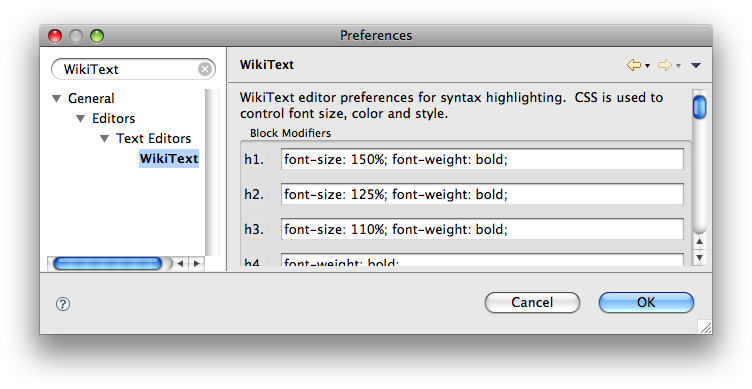 Preferences
WikiText
General
Editors
Text Editors
WikiText
WikiText
WikiText editor preferences for syntax highlighting.  CSS is used to
control font size, color and style.
Block Modifiers
h1. font-size: 150%; font-weight: bold;
h2. font-size: 125%; font-weight: bold;
h3. font-size: 110%; font-weight: bold;
h4. font-weight: bold;
?
Cancel
OK